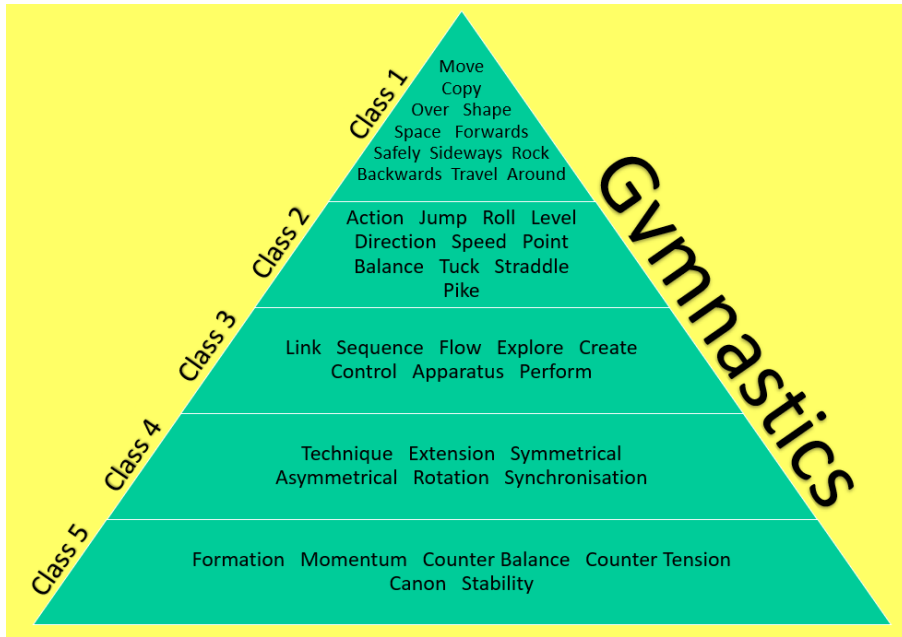 Class 1
Move
Copy
Over Shape
Space Forwards
Safely Sideways Rock
Backwards Travel Around
Class 2
Action Jump Roll Level
Direction Speed Point
Balance Tuck Straddle
Pike
Class 3
Link Sequence Flow Explore Create
Control Apparatus Perform
Class 4
Technique Extension Symmetrical
Asymmetrical Rotation Synchronisation
Class 5
Formation Momentum Counter Balance Counter Tension
Canon Stability
Gymnastics